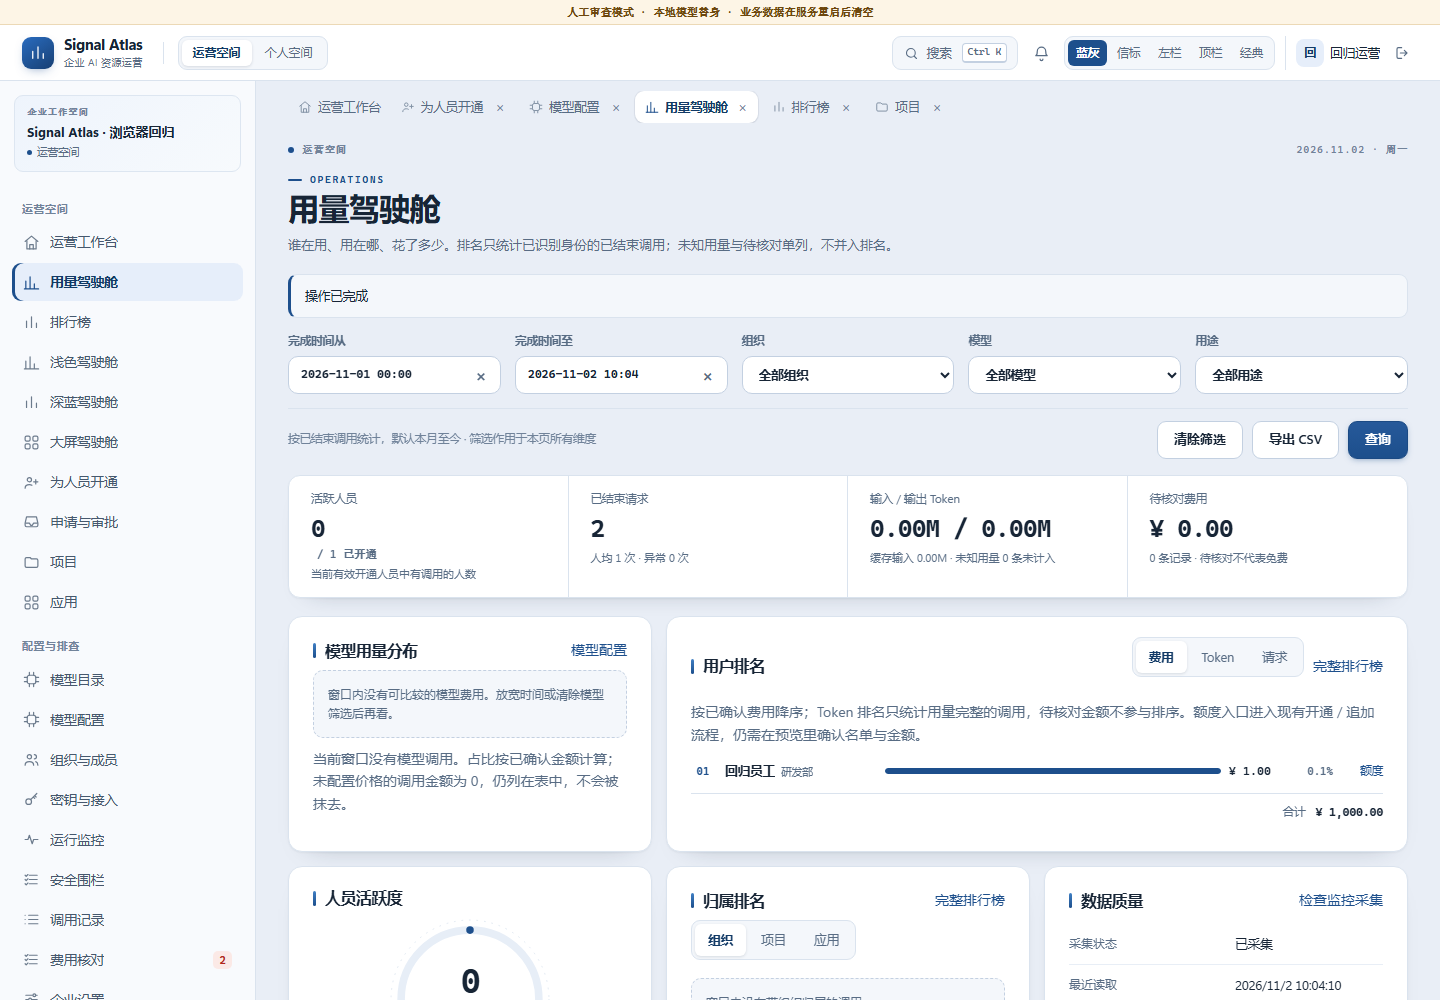 人工审查模式 · 本地模型替身 · 业务数据在服务重启后清空
Signal Atlas
企业 AI 资源运营
运营空间
个人空间
搜索
Ctrl K
蓝灰
信标
左栏
顶栏
经典
回
回归运营
企业工作空间
Signal Atlas · 浏览器回归
运营空间
运营空间
运营工作台
用量驾驶舱
排行榜
浅色驾驶舱
深蓝驾驶舱
大屏驾驶舱
为人员开通
申请与审批
项目
应用
配置与排查
模型目录
模型配置
组织与成员
密钥与接入
运行监控
安全围栏
调用记录
费用核对
2
企业设置
运营工作台
为人员开通 ×
模型配置 ×
用量驾驶舱 ×
排行榜 ×
项目 ×
运营空间
2026.11.02 · 周一
OPERATIONS
用量驾驶舱
谁在用、用在哪、花了多少。排名只统计已识别身份的已结束调用；未知用量与待核对单列，不并入排名。
操作已完成
完成时间从
2026-11-01 00:00 ×
完成时间至
2026-11-02 10:04 ×
组织
全部组织
模型
全部模型
用途
全部用途
按已结束调用统计，默认本月至今 · 筛选作用于本页所有维度
清除筛选
导出 CSV
查询
活跃人员
0
/ 1 已开通
当前有效开通人员中有调用的人数
已结束请求
2
人均 1 次 · 异常 0 次
输入 / 输出 Token
0.00M / 0.00M
缓存输入 0.00M · 未知用量 0 条未计入
待核对费用
¥ 0.00
0 条记录 · 待核对不代表免费
模型用量分布
模型配置
窗口内没有可比较的模型费用。放宽时间或清除模型
筛选后再看。
当前窗口没有模型调用。占比按已确认金额计算；
未配置价格的调用金额为 0，仍列在表中，不会被
抹去。
用户排名
费用
Token
请求
完整排行榜
按已确认费用降序；Token 排名只统计用量完整的调用，待核对金额不参与排序。额度入口进入现有开通 / 追加
流程，仍需在预览里确认名单与金额。
01 回归员工 研发部 ¥ 1.00 0.1% 额度
合计 ¥ 1,000.00
人员活跃度
0
归属排名
完整排行榜
组织
项目
应用
数据质量
检查监控采集
采集状态 已采集
最近读取 2026/11/2 10:04:10